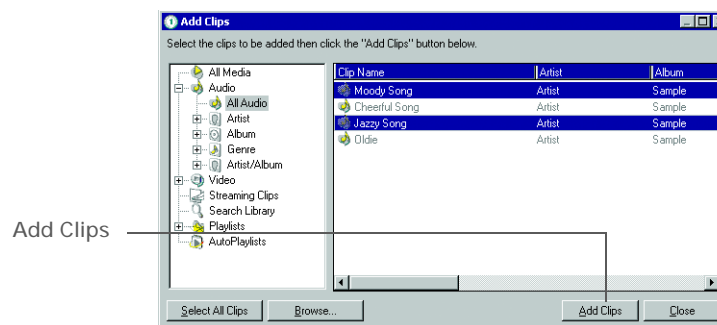 Add Clips
Select the clips to be added then click the "Add Clips" button below.
All Media
Audio
All Audio
Artist
Album
Genre
Artist/Album
Video
Streaming Clips
Search Library
Playlists
AutoPlaylists
Clip Name Artist Album
Moody Song Artist Sample
Cheerful Song Artist Sample
Jazzy Song Artist Sample
Oldie Artist Sample
Add Clips
Select All Clips Browse... Add Clips Close